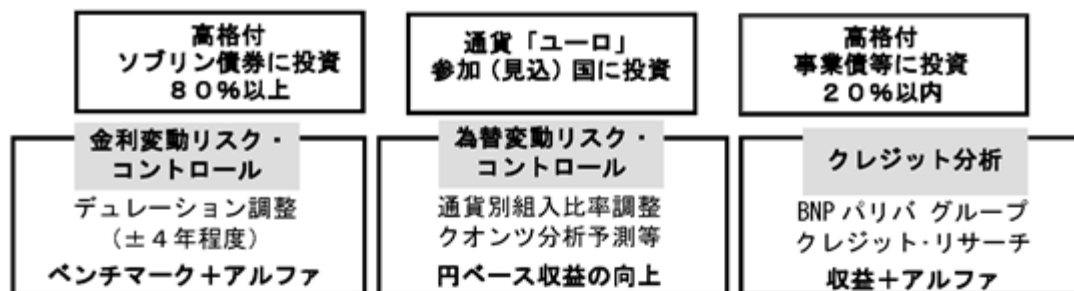 高格付
ソブリン債券に投資
８０%以上
通貨「ユーロ」
参加（見込）国に投資
高格付
事業債等に投資
２０%以内
金利変動リスク・
コントロール
デュレーション調整
（±４年程度）
ベンチマーク＋アルファ
為替変動リスク・
コントロール
通貨別組入比率調整
クオンツ分析予測等
円ベース収益の向上
クレジット分析
BNP パリバ グループ
クレジット・リサーチ
収益＋アルファ